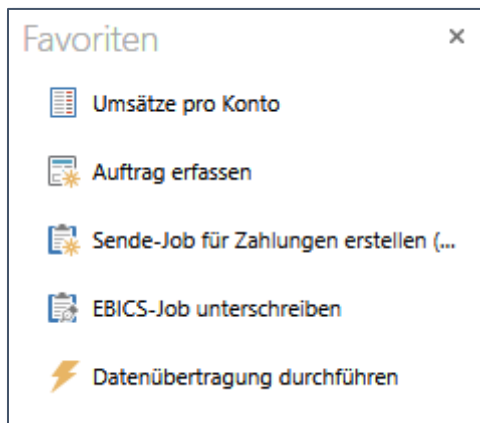 Favoriten
Umsätze pro Konto
Auftrag erfassen
Sende-Job für Zahlungen erstellen (...
EBICS-Job unterschreiben
Datenübertragung durchführen